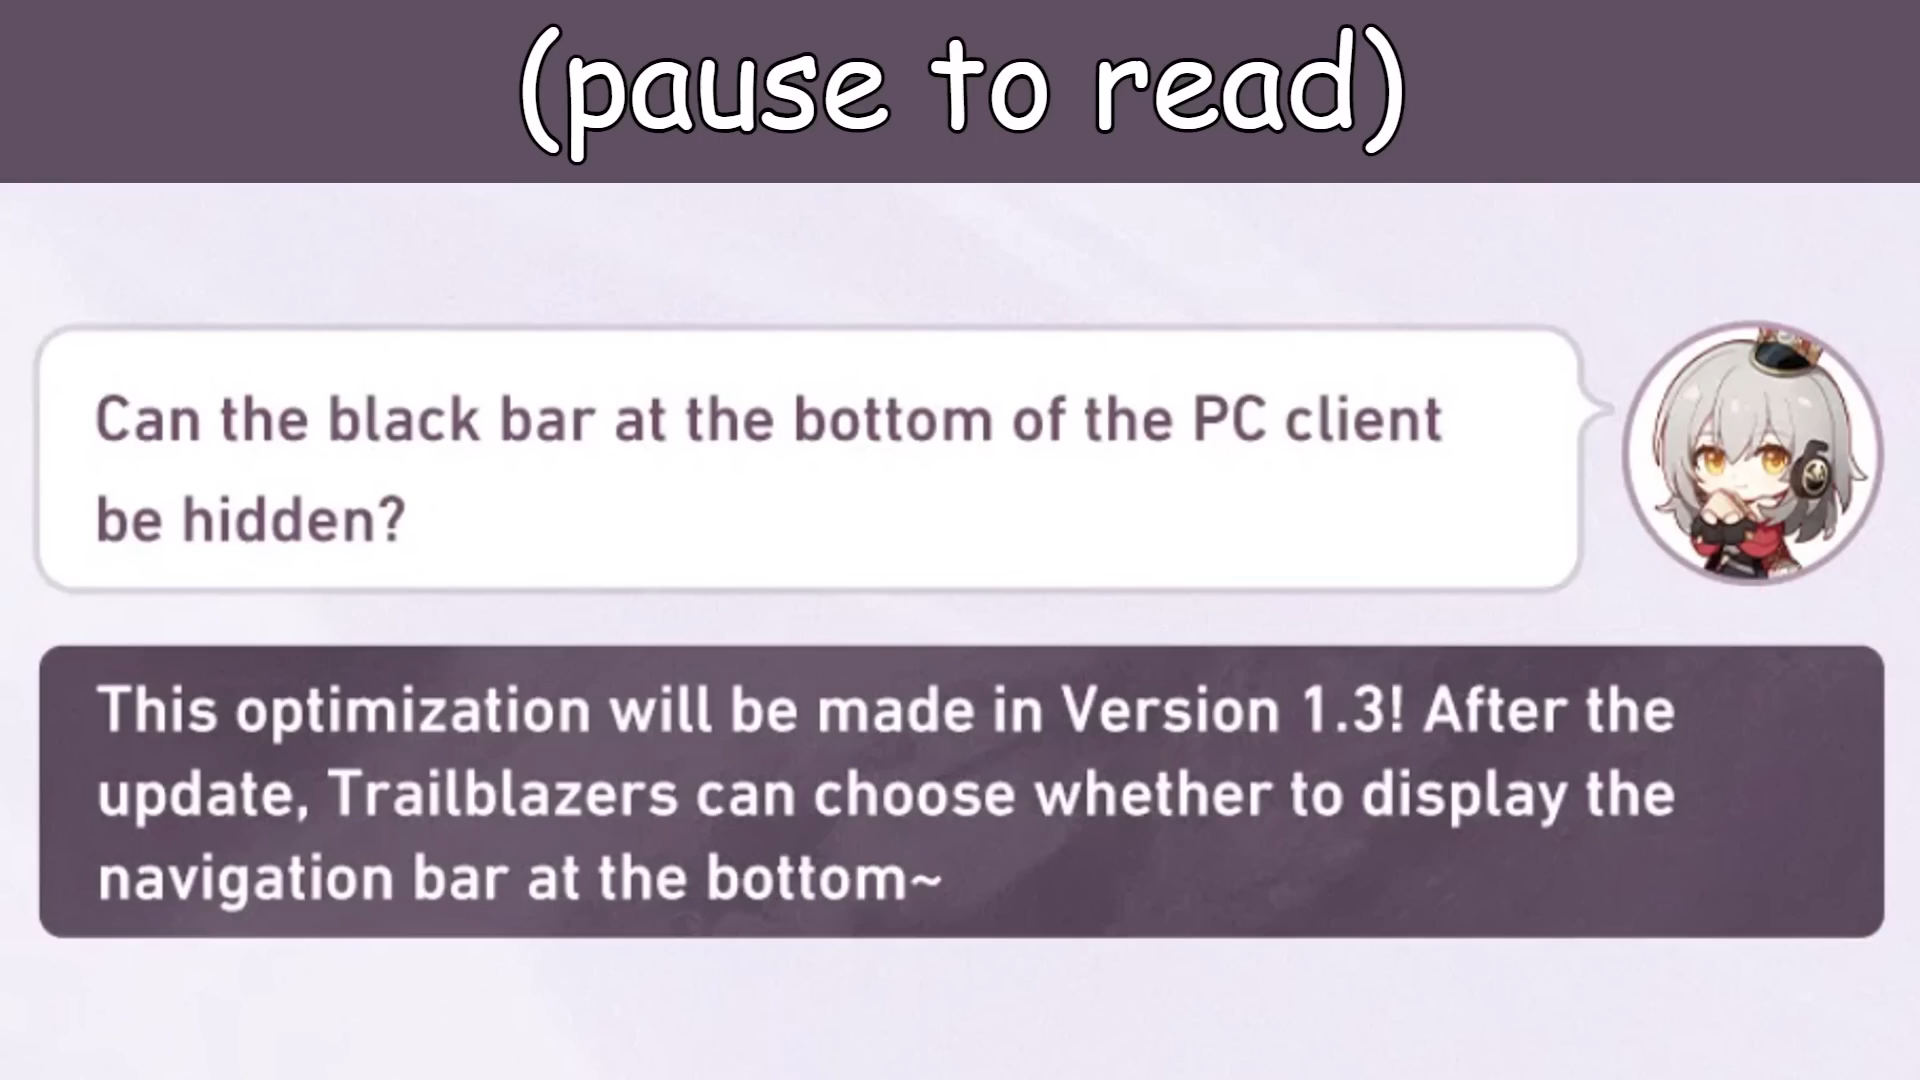 (pause to read)
Can the black bar at the bottom of the PC client
be hidden?
This optimization will be made in Version 1.3! After the
update, Trailblazers can choose whether to display the
navigation bar at the bottom~